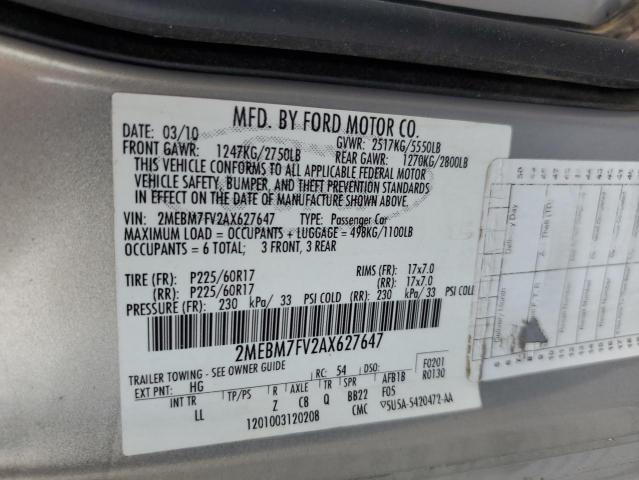 MFD. BY FORD MOTOR CO.
DATE: 03/10 GVWR: 2517KG/5550LB
FRONT GAWR: 1247KG/2750LB REAR GAWR: 1270KG/2800LB
THIS VEHICLE CONFORMS TO ALL APPLICABLE FEDERAL MOTOR
VEHICLE SAFETY, BUMPER, AND THEFT PREVENTION STANDARDS
IN EFFECT ON THE DATE OF MANUFACTURE SHOWN ABOVE.
VIN: 2MEBM7FV2AX627647 TYPE: Passenger Car
MAXIMUM LOAD = OCCUPANTS + LUGGAGE = 498KG/1100LB
OCCUPANTS = 6 TOTAL; 3 FRONT, 3 REAR
TIRE (FR): P225/60R17 RIMS (FR): 17x7.0
(RR): P225/60R17 (RR): 17x7.0
PRESSURE (FR): 230 kPa/ 33 PSI COLD (RR): 230 kPa/ 33 PSI COLD
2MEBM7FV2AX627647
TRAILER TOWING - SEE OWNER GUIDE
F0201
EXT PNT: HG RC: 54 DSO: R0130
INT TR TP/PS R AXLE TR SPR AFB1B
LL Z C8 Q BB22 F05
1201003120208 CMC 5U5A-5420472-AA
Delivery Day
Delivery Month